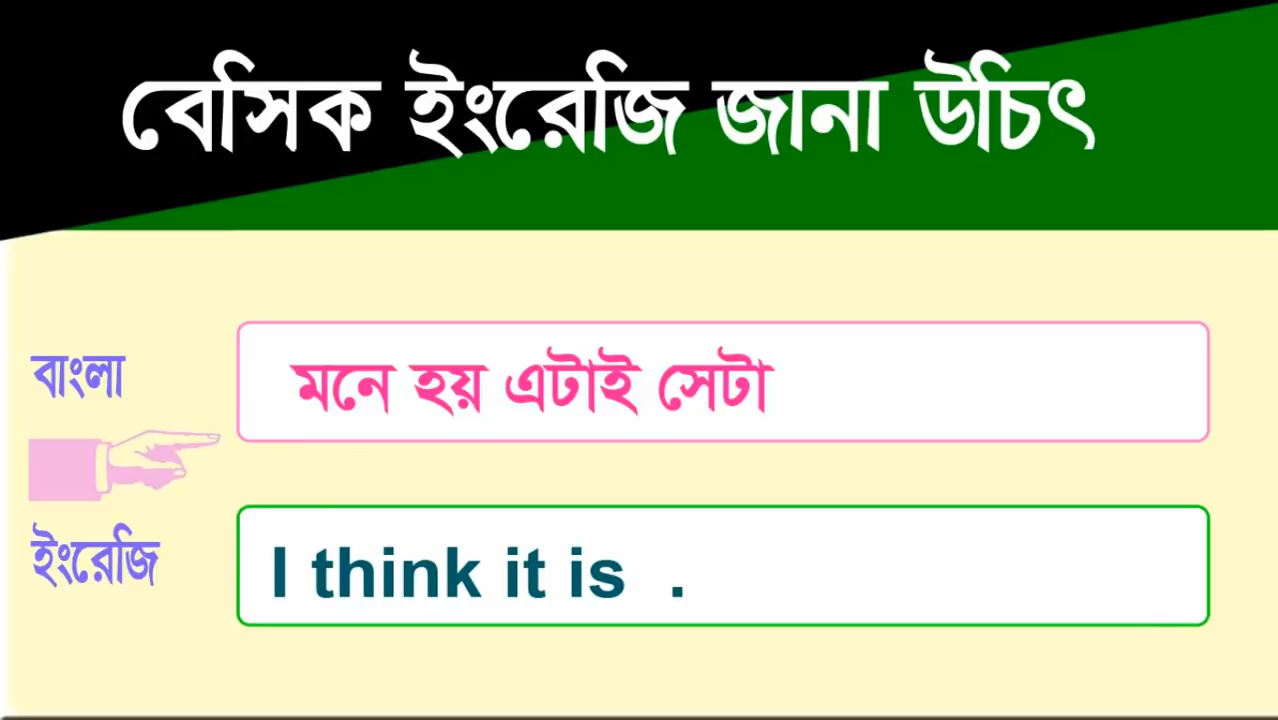 বেসিক ইংরেজি জানা উচিৎ
বাংলা
মনে হয় এটাই সেটা
ইংরেজি
I think it is .